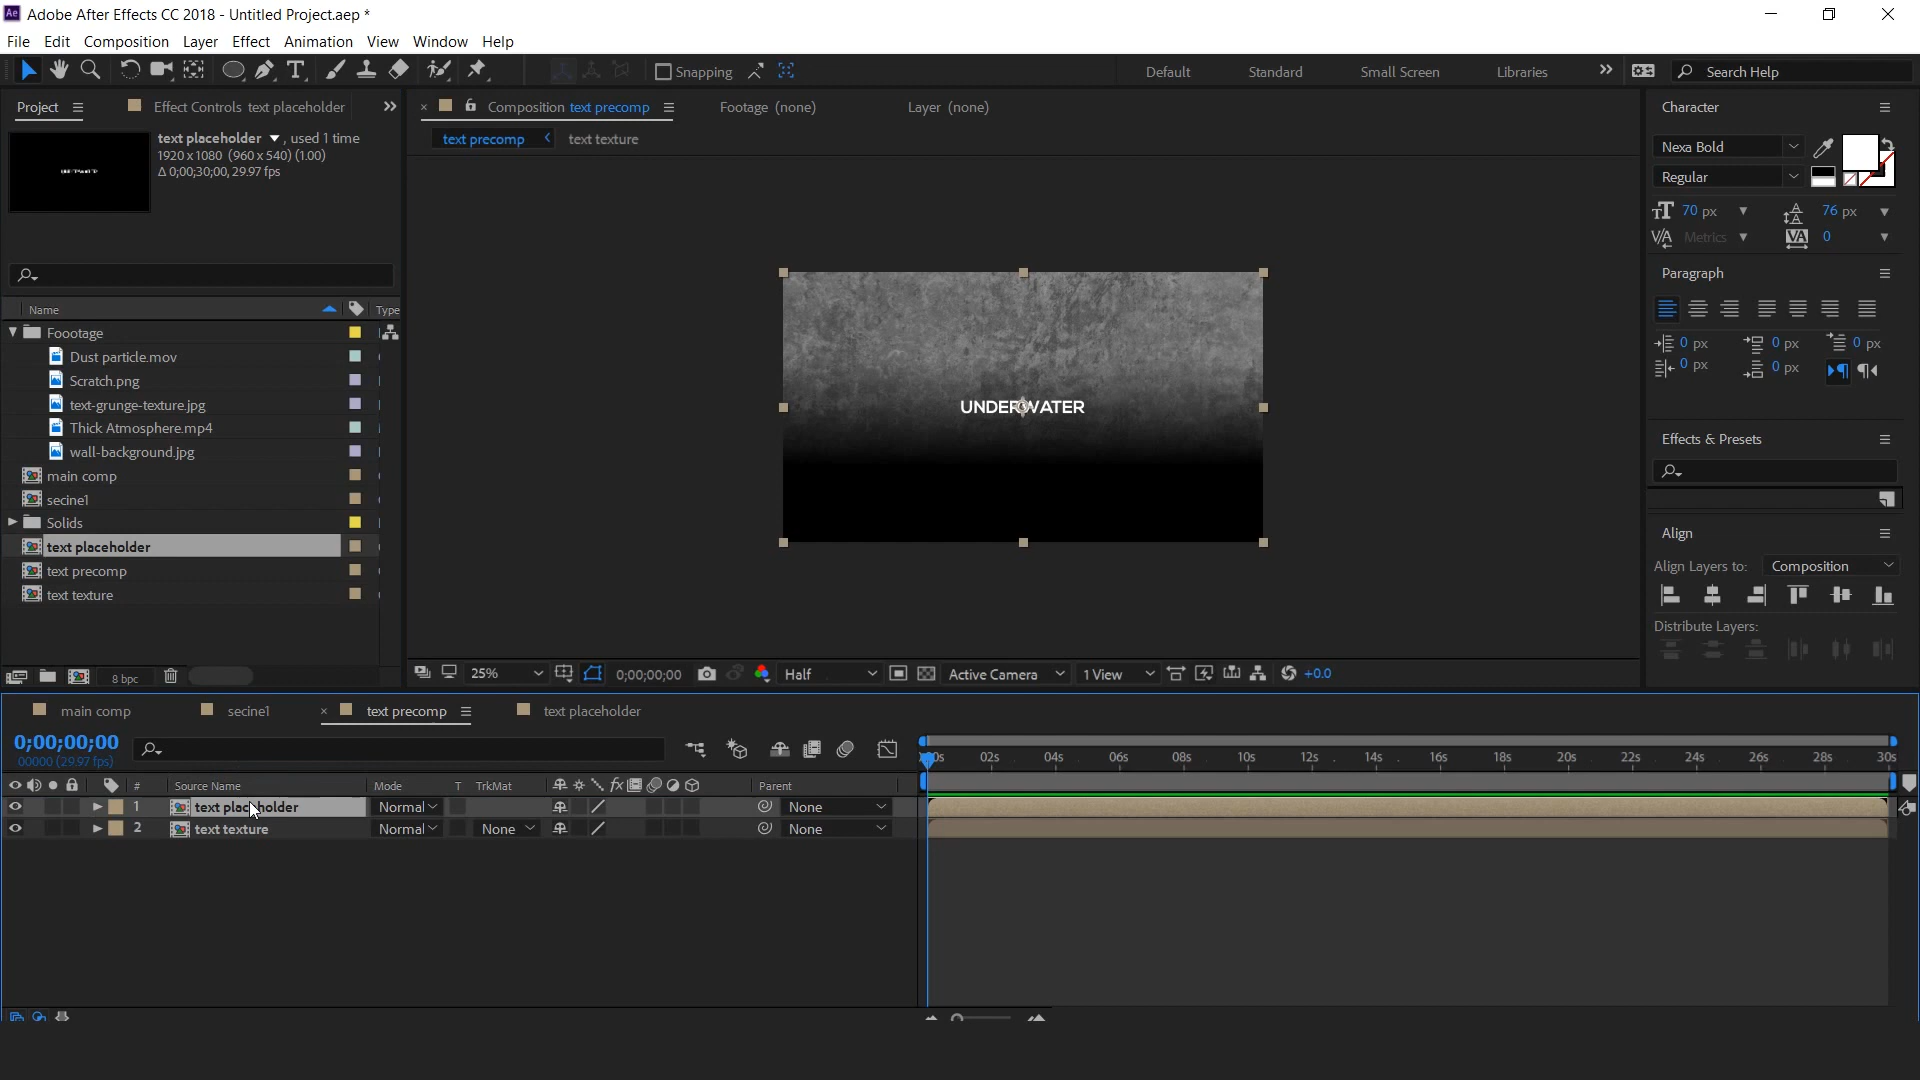 Adobe After Effects CC 2018 - Untitled Project.aep *
File Edit Composition Layer Effect Animation View Window Help
Snapping Default Standard Small Screen Libraries Search Help
Project Effect Controls text placeholder Composition text precomp Footage (none) Layer (none) Character
text placeholder , used 1 time
1920 x 1080 (960 x 540) (1.00)
Δ 0;00;30;00, 29.97 fps
text precomp text texture
Nexa Bold
Regular
70 px 76 px
Metrics 0
Paragraph
0 px 0 px 0 px
0 px 0 px
Name Type
Footage
Dust particle.mov
Scratch.png
text-grunge-texture.jpg
Thick Atmosphere.mp4
wall-background.jpg
main comp
secine1
Solids
text placeholder
text precomp
text texture
8 bpc
UNDERWATER
Effects & Presets
Align
Align Layers to: Composition
Distribute Layers:
25% 0;00;00;00 Half Active Camera 1 View +0.0
main comp secine1 text precomp text placeholder
0;00;00;00
00000 (29.97 fps)
02s 04s 06s 08s 10s 12s 14s 16s 18s 20s 22s 24s 26s 28s 30s
# Source Name Mode T TrkMat Parent
1 text placeholder Normal None
2 text texture Normal None None